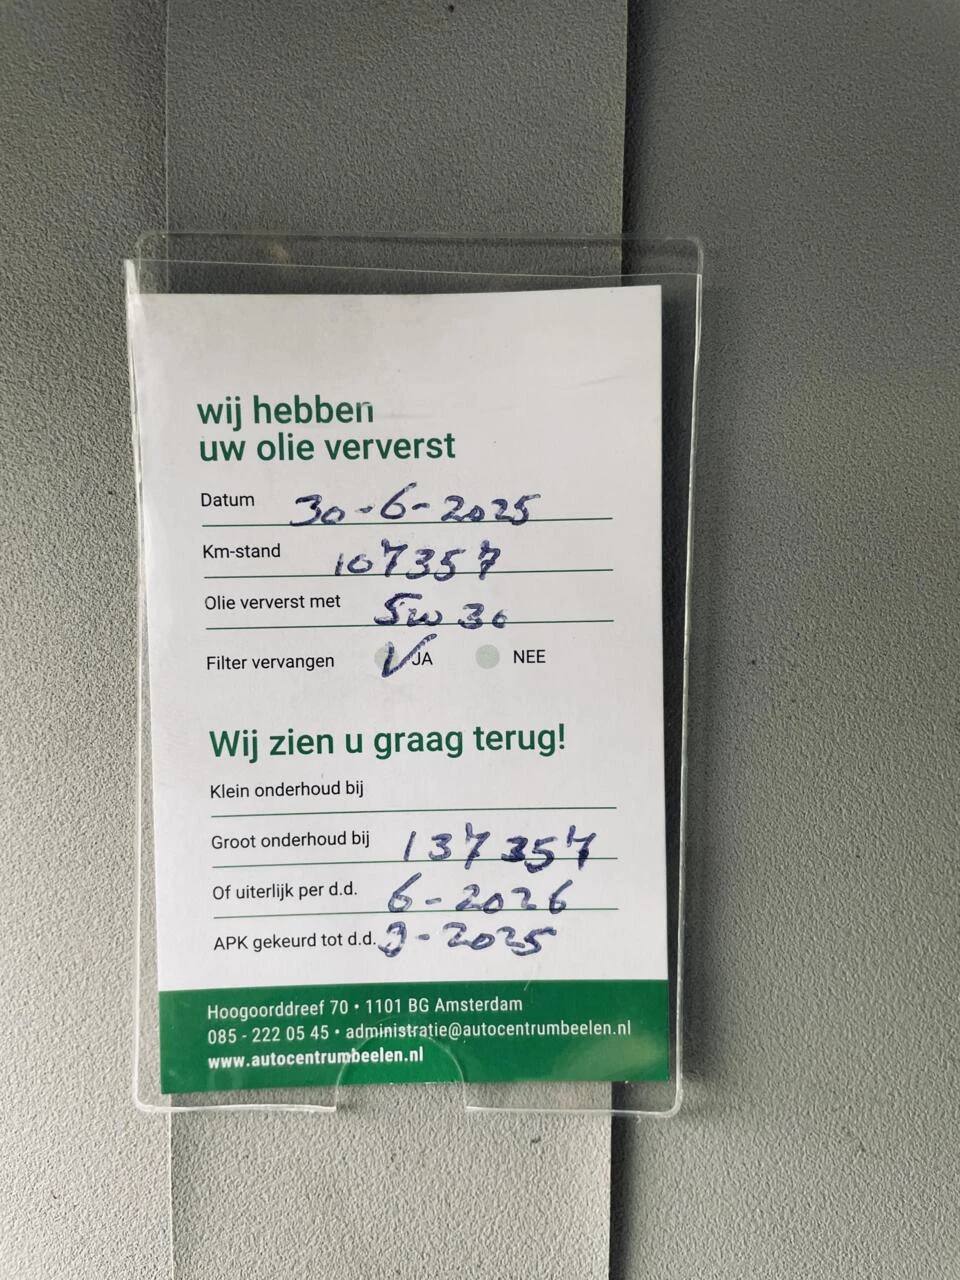 wij hebben
uw olie ververst
Datum 30-6-2025
Km-stand 107357
Olie ververst met 5w 30
Filter vervangen V JA NEE
Wij zien u graag terug!
Klein onderhoud bij
Groot onderhoud bij 137357
Of uiterlijk per d.d. 6-2026
APK gekeurd tot d.d. 9-2025
Hoogoorddreef 70 • 1101 BG Amsterdam
085 - 222 05 45 • administratie@autocentrumbeelen.nl
www.autocentrumbeelen.nl